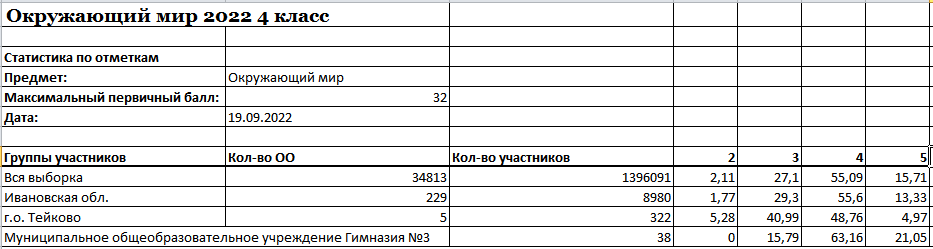 Окружающий мир 2022 4 класс
Статистика по отметкам
Предмет: Окружающий мир
Максимальный первичный балл: 32
Дата: 19.09.2022
Группы участников Кол-во ОО Кол-во участников 2 3 4 5
Вся выборка 34813 1396091 2,11 27,1 55,09 15,71
Ивановская обл. 229 8980 1,77 29,3 55,6 13,33
г.о. Тейково 5 322 5,28 40,99 48,76 4,97
Муниципальное общеобразовательное учреждение Гимназия №3 38 0 15,79 63,16 21,05